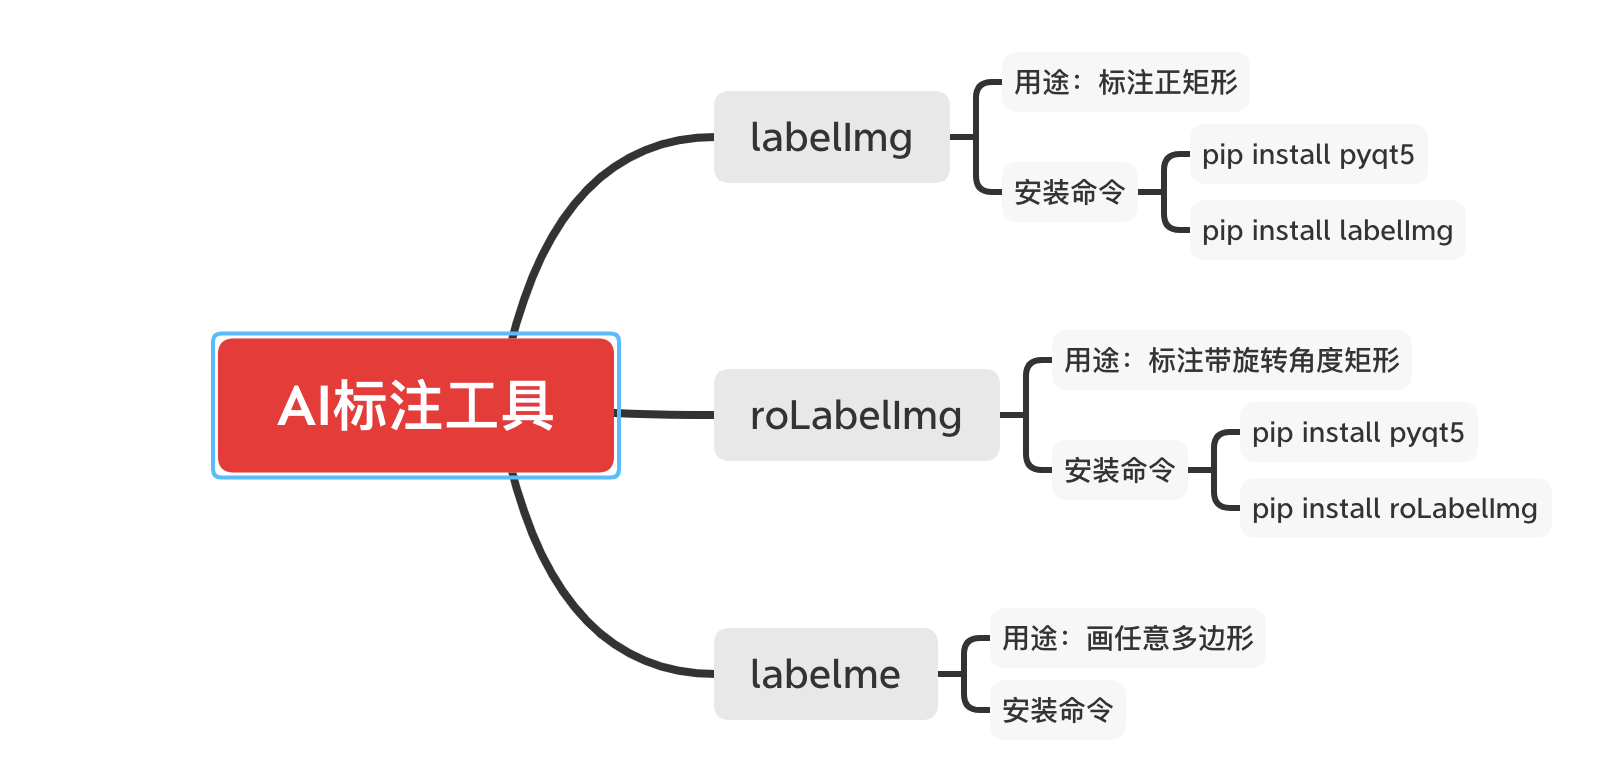 AI标注工具
labelImg
用途：标注正矩形
安装命令
pip install pyqt5
pip install labelImg
roLabelImg
用途：标注带旋转角度矩形
安装命令
pip install pyqt5
pip install roLabelImg
labelme
用途：画任意多边形
安装命令